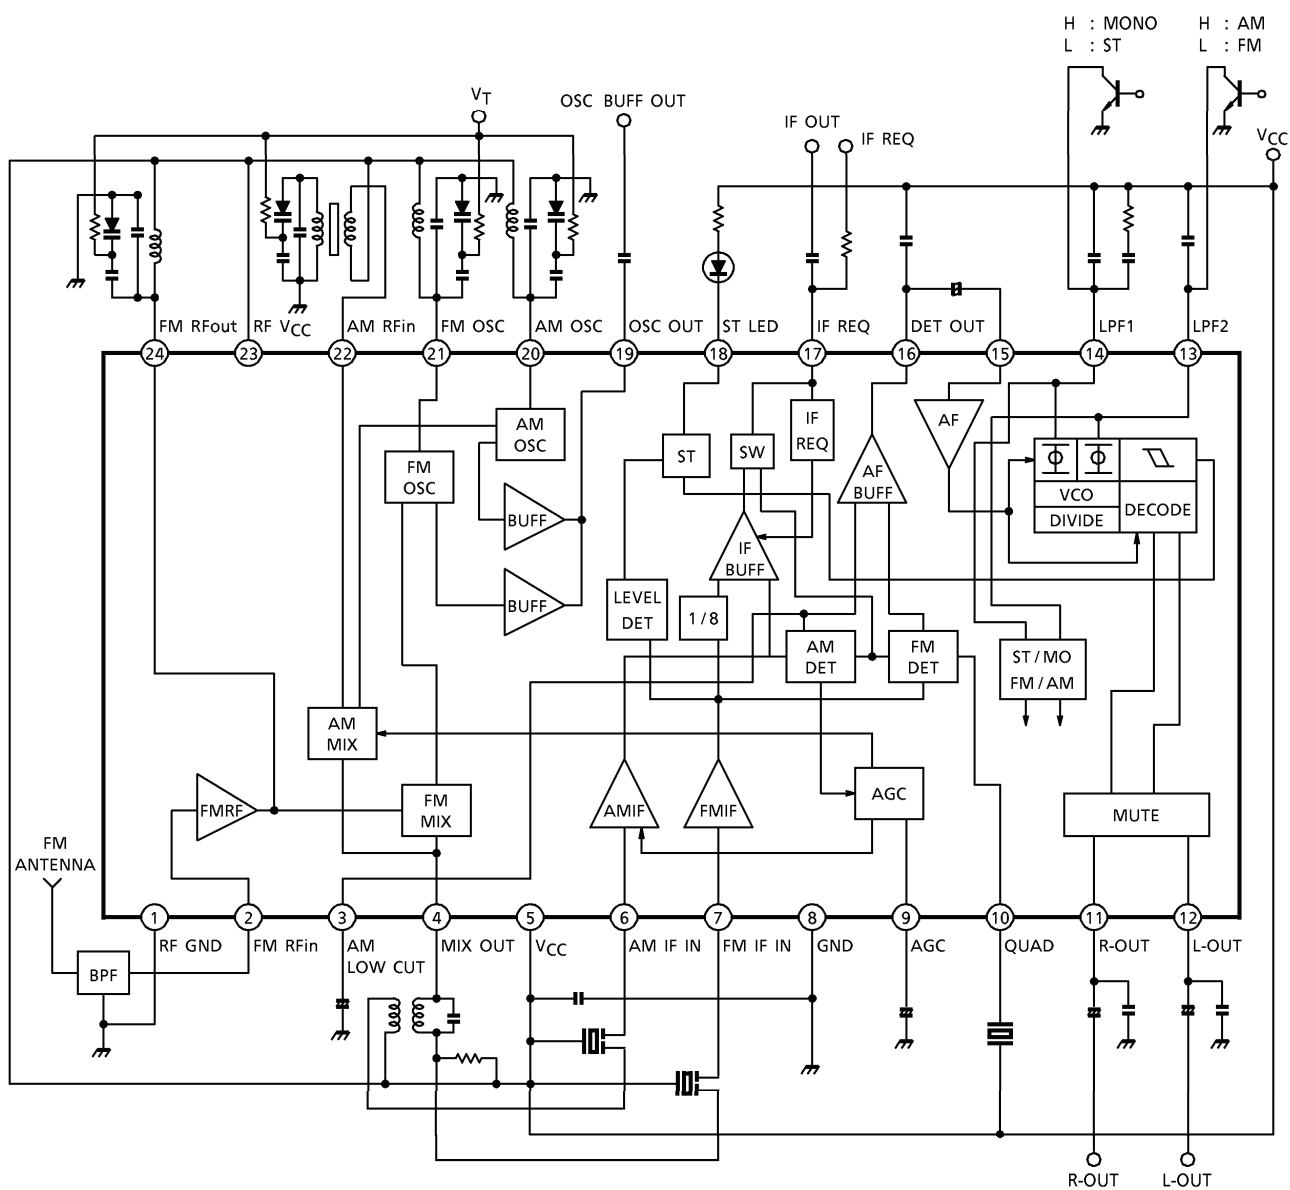 H : MONO
L : ST
H : AM
L : FM
VT
OSC BUFF OUT
IF OUT
IF REQ
VCC
FM RFout
RF VCC
AM RFin
FM OSC
AM OSC
OSC OUT
ST LED
IF REQ
DET OUT
LPF1
LPF2
24
23
22
21
20
19
18
17
16
15
14
13
AM
OSC
FM
OSC
BUFF
BUFF
ST
SW
IF
REQ
AF
BUFF
AF
VCO
DIVIDE
DECODE
IF
BUFF
LEVEL
DET
1/8
AM
DET
FM
DET
ST/MO
FM/AM
AM
MIX
FMRF
FM
MIX
AMIF
FMIF
AGC
MUTE
FM
ANTENNA
1
2
3
4
5
6
7
8
9
10
11
12
RF GND
FM RFin
AM
LOW CUT
MIX OUT
VCC
AM IF IN
FM IF IN
GND
AGC
QUAD
R-OUT
L-OUT
BPF
R-OUT
L-OUT